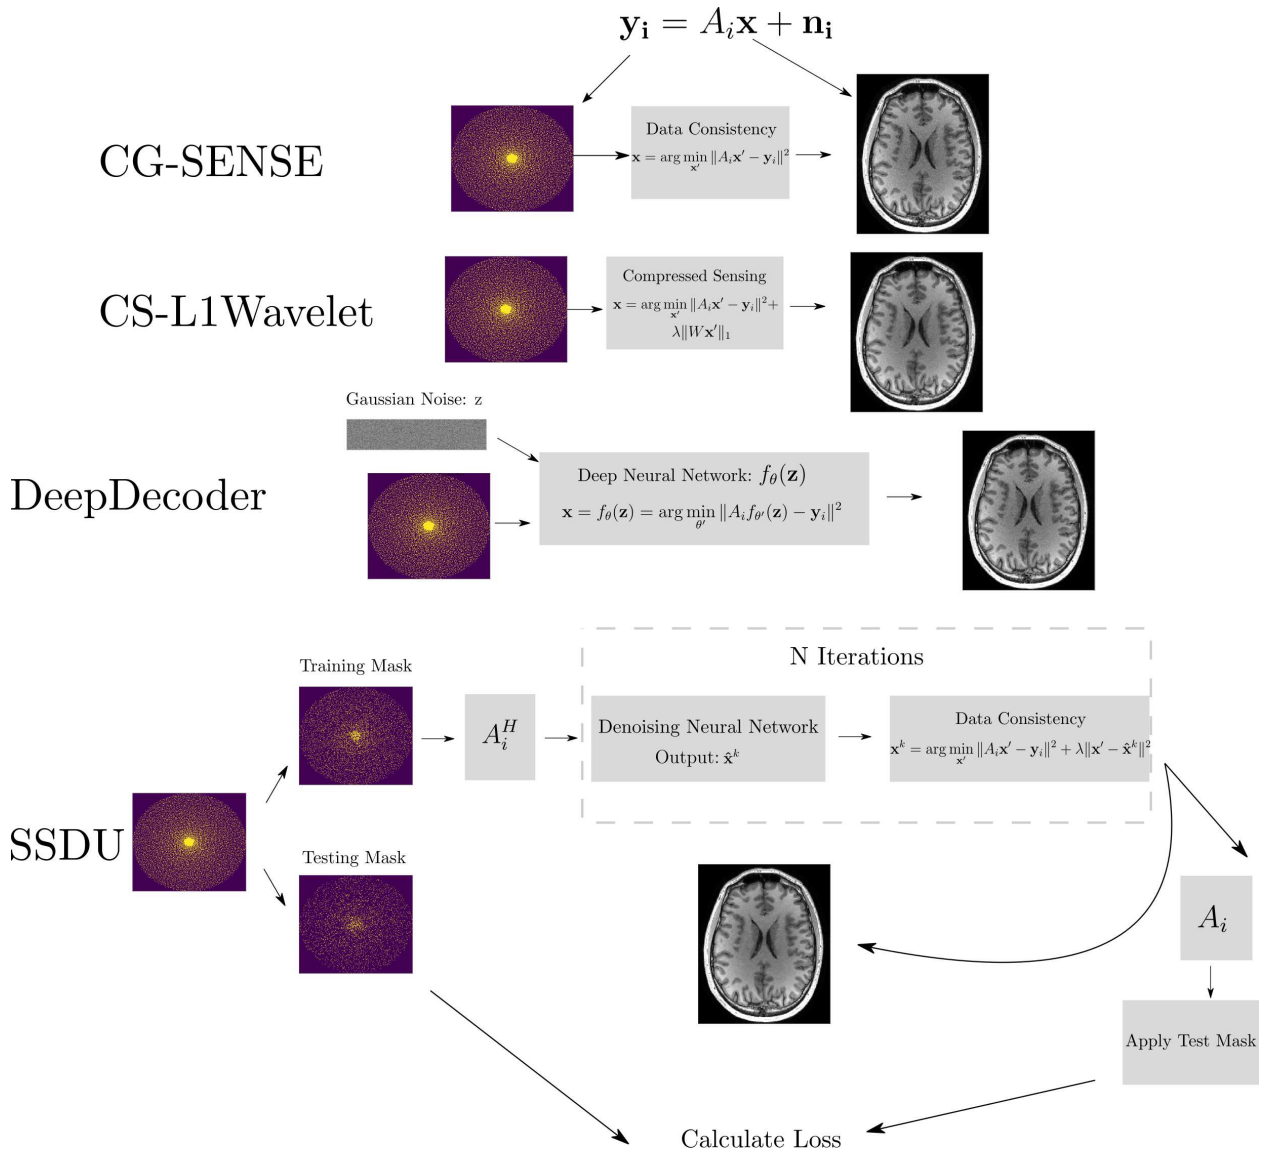 𝐲ᵢ = Aᵢ𝐱 + 𝐧ᵢ
CG-SENSE
Data Consistency
𝐱 = arg min ‖Aᵢ𝐱′ − 𝐲ᵢ‖²
𝐱′
CS-L1Wavelet
Compressed Sensing
𝐱 = arg min ‖Aᵢ𝐱′ − 𝐲ᵢ‖² +
𝐱′
λ‖W𝐱′‖₁
Gaussian Noise: z
DeepDecoder
Deep Neural Network: f_θ(𝐳)
𝐱 = f_θ(𝐳) = arg min ‖Aᵢf_θ′(𝐳) − 𝐲ᵢ‖²
θ′
SSDU
Training Mask
Testing Mask
Aᵢᴴ
N Iterations
Denoising Neural Network
Output: 𝐱̂ᵏ
Data Consistency
𝐱ᵏ = arg min ‖Aᵢ𝐱′ − 𝐲ᵢ‖² + λ‖𝐱′ − 𝐱̂ᵏ‖²
𝐱′
Aᵢ
Apply Test Mask
Calculate Loss